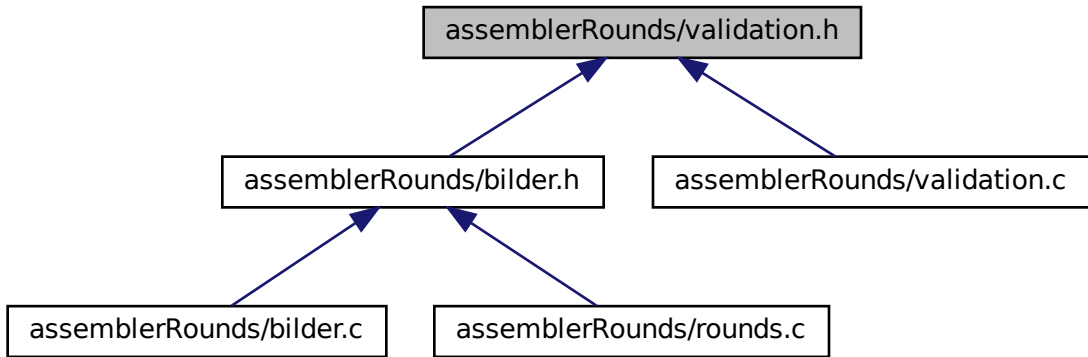 assemblerRounds/validation.h
assemblerRounds/bilder.h
assemblerRounds/validation.c
assemblerRounds/bilder.c
assemblerRounds/rounds.c